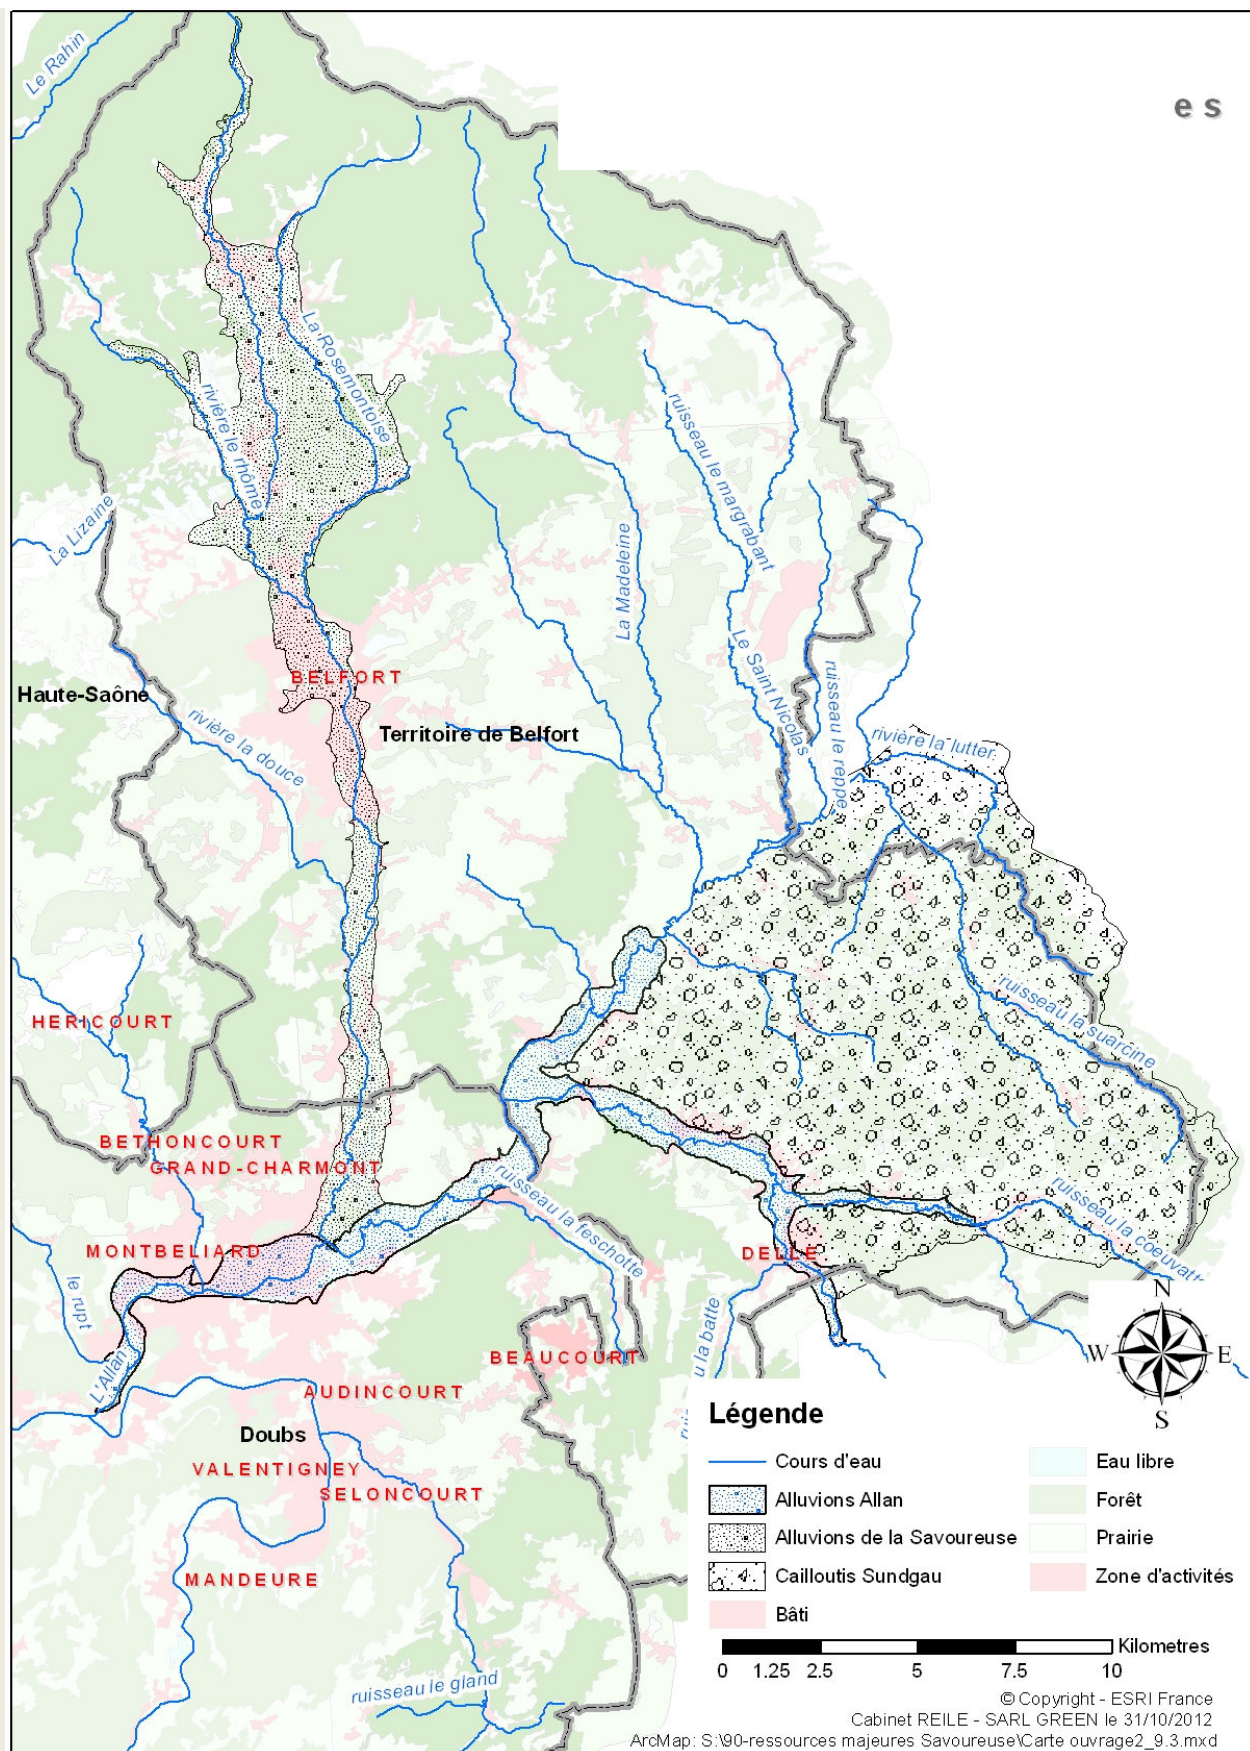 Le Rahin
e s
La Rosemontoise
rivière le rhôme
ruisseau le margrabant
La Lizaine
La Madeleine
Le Saint Nicolas
ruisseau le reppe
BELFORT
Haute-Saône
Territoire de Belfort
rivière la douce
rivière la lutter
HERICOURT
ruisseau la suarcine
BETHONCOURT
GRAND-CHARMONT
ruisseau la feschotte
ruisseau la coeuvatt
MONTBELIARD
DELLE
le rupt
L'Allan
u la batte
N
W
E
S
BEAUCOURT
AUDINCOURT
Doubs
VALENTIGNEY
SELONCOURT
MANDEURE
ruisseau le gland
Légende
Cours d'eau
Alluvions Allan
Alluvions de la Savoureuse
Cailloutis Sundgau
Bâti
Eau libre
Forêt
Prairie
Zone d'activités
Kilometres
0 1.25 2.5 5 7.5 10
© Copyright - ESRI France
Cabinet REILE - SARL GREEN le 31/10/2012
ArcMap: S:\90-ressources majeures Savoureuse\Carte ouvrage2_9.3.mxd